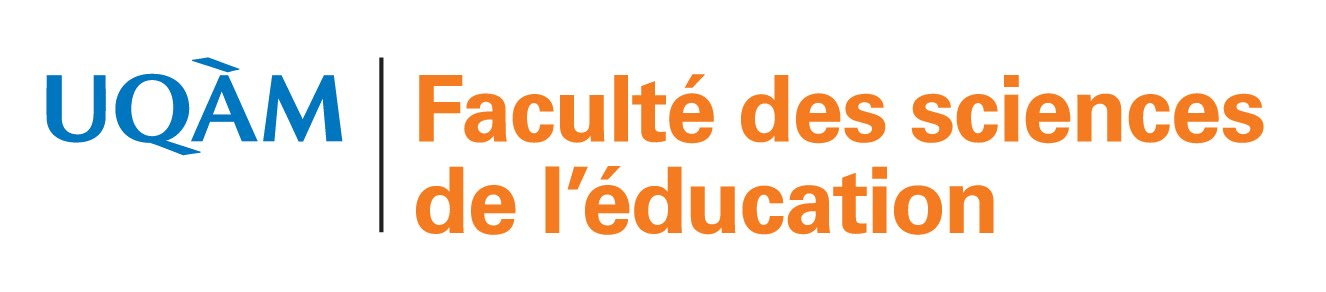 UQÀM
Faculté des sciences
de l'éducation